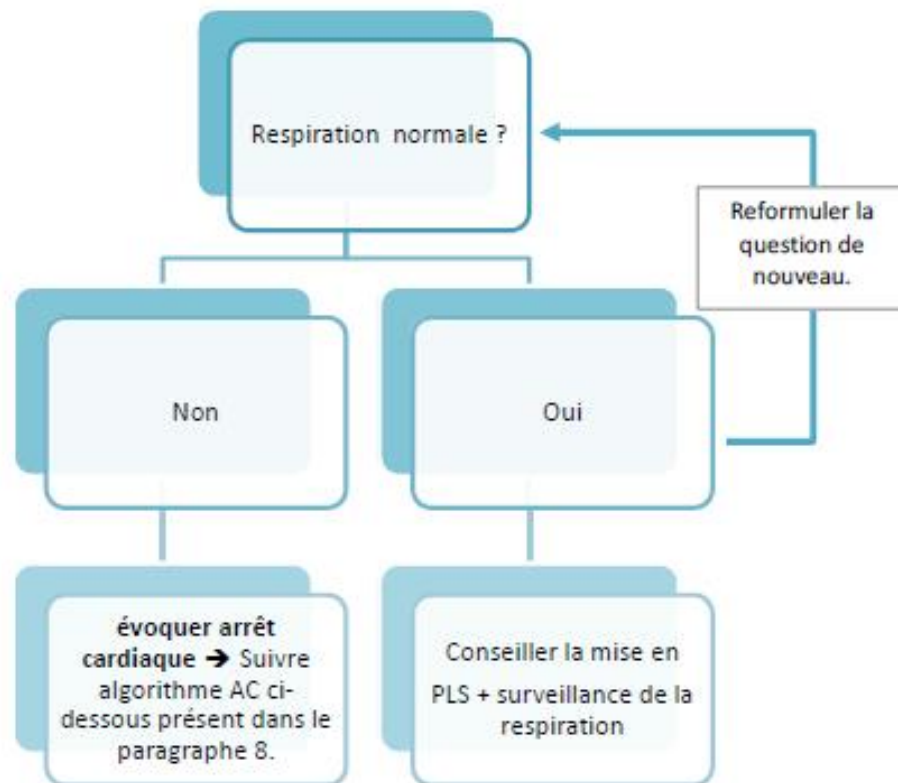 Respiration normale ?
Reformuler la
question de
nouveau.
Non
Oui
évoquer arrêt
cardiaque ➔ Suivre
algorithme AC ci-
dessous présent dans le
paragraphe 8.
Conseiller la mise en
PLS + surveillance de la
respiration